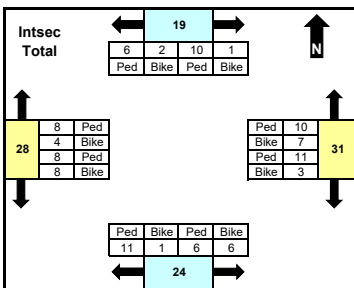 Intsec
Total
19
N
6 2 10 1
Ped Bike Ped Bike
28
8 Ped
4 Bike
8 Ped
8 Bike
Ped 10
Bike 7
Ped 11
Bike 3
31
Ped Bike Ped Bike
11 1 6 6
24